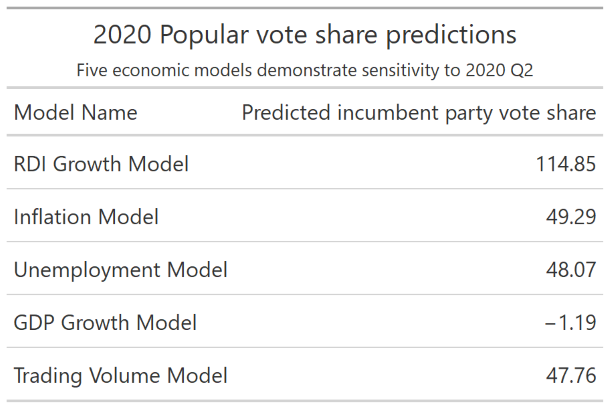 2020 Popular vote share predictions
Five economic models demonstrate sensitivity to 2020 Q2
Model Name Predicted incumbent party vote share
RDI Growth Model 114.85
Inflation Model 49.29
Unemployment Model 48.07
GDP Growth Model −1.19
Trading Volume Model 47.76